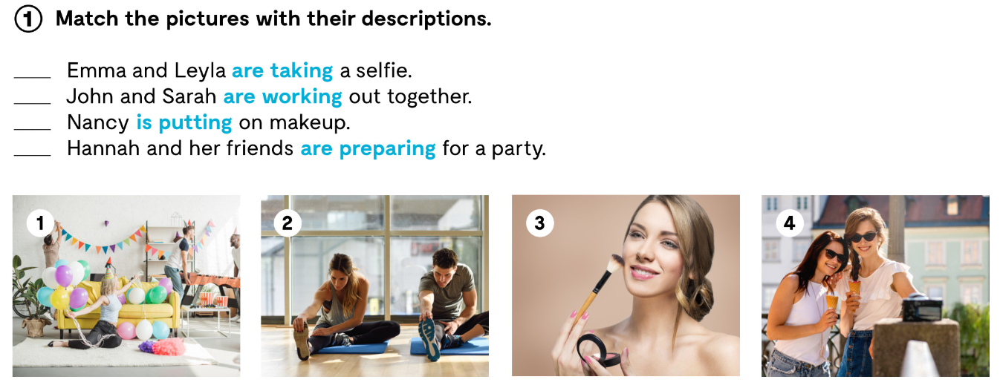 1 Match the pictures with their descriptions.
____ Emma and Leyla are taking a selfie.
____ John and Sarah are working out together.
____ Nancy is putting on makeup.
____ Hannah and her friends are preparing for a party.
1 2 3 4